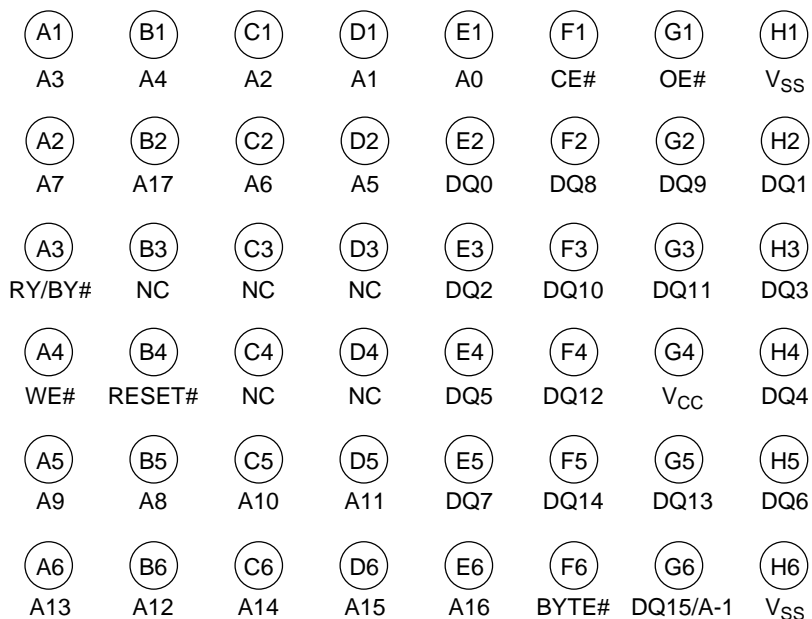 A1 B1 C1 D1 E1 F1 G1 H1
A3 A4 A2 A1 A0 CE# OE# VSS
A2 B2 C2 D2 E2 F2 G2 H2
A7 A17 A6 A5 DQ0 DQ8 DQ9 DQ1
A3 B3 C3 D3 E3 F3 G3 H3
RY/BY# NC NC NC DQ2 DQ10 DQ11 DQ3
A4 B4 C4 D4 E4 F4 G4 H4
WE# RESET# NC NC DQ5 DQ12 VCC DQ4
A5 B5 C5 D5 E5 F5 G5 H5
A9 A8 A10 A11 DQ7 DQ14 DQ13 DQ6
A6 B6 C6 D6 E6 F6 G6 H6
A13 A12 A14 A15 A16 BYTE# DQ15/A-1 VSS